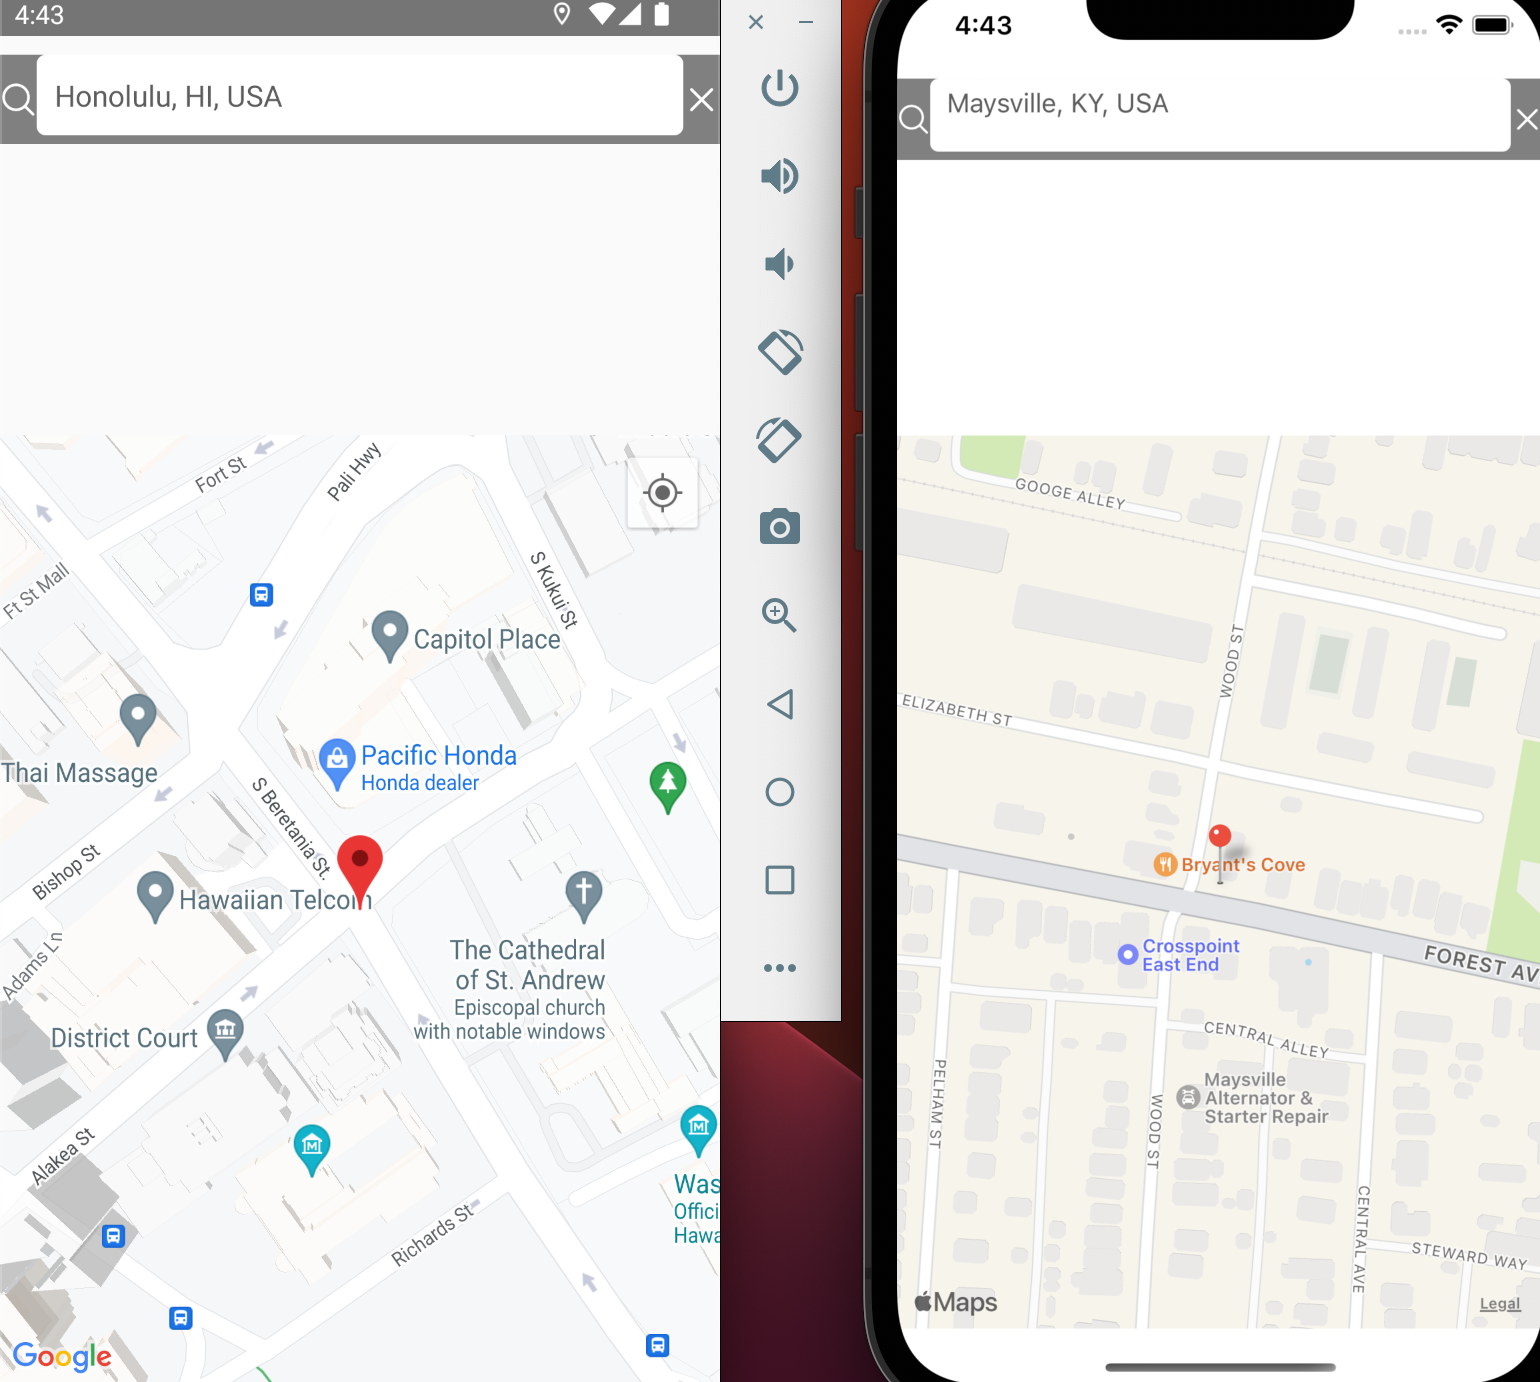 4:43
Honolulu, HI, USA
Fort St
Pali Hwy
S Kukui St
Ft St Mall
Capitol Place
Thai Massage
Pacific Honda
Honda dealer
S Beretania St.
Bishop St
Hawaiian Telcom
Adams Ln
The Cathedral
of St. Andrew
Episcopal church
with notable windows
District Court
Alakea St
Richards St
Was
Offici
Hawa
Google
4:43
Maysville, KY, USA
GOOGE ALLEY
WOOD ST
ELIZABETH ST
Bryant's Cove
Crosspoint
East End
FOREST AV
CENTRAL ALLEY
PELHAM ST
Maysville
Alternator &
Starter Repair
WOOD ST
CENTRAL AVE
STEWARD WAY
Maps
Legal